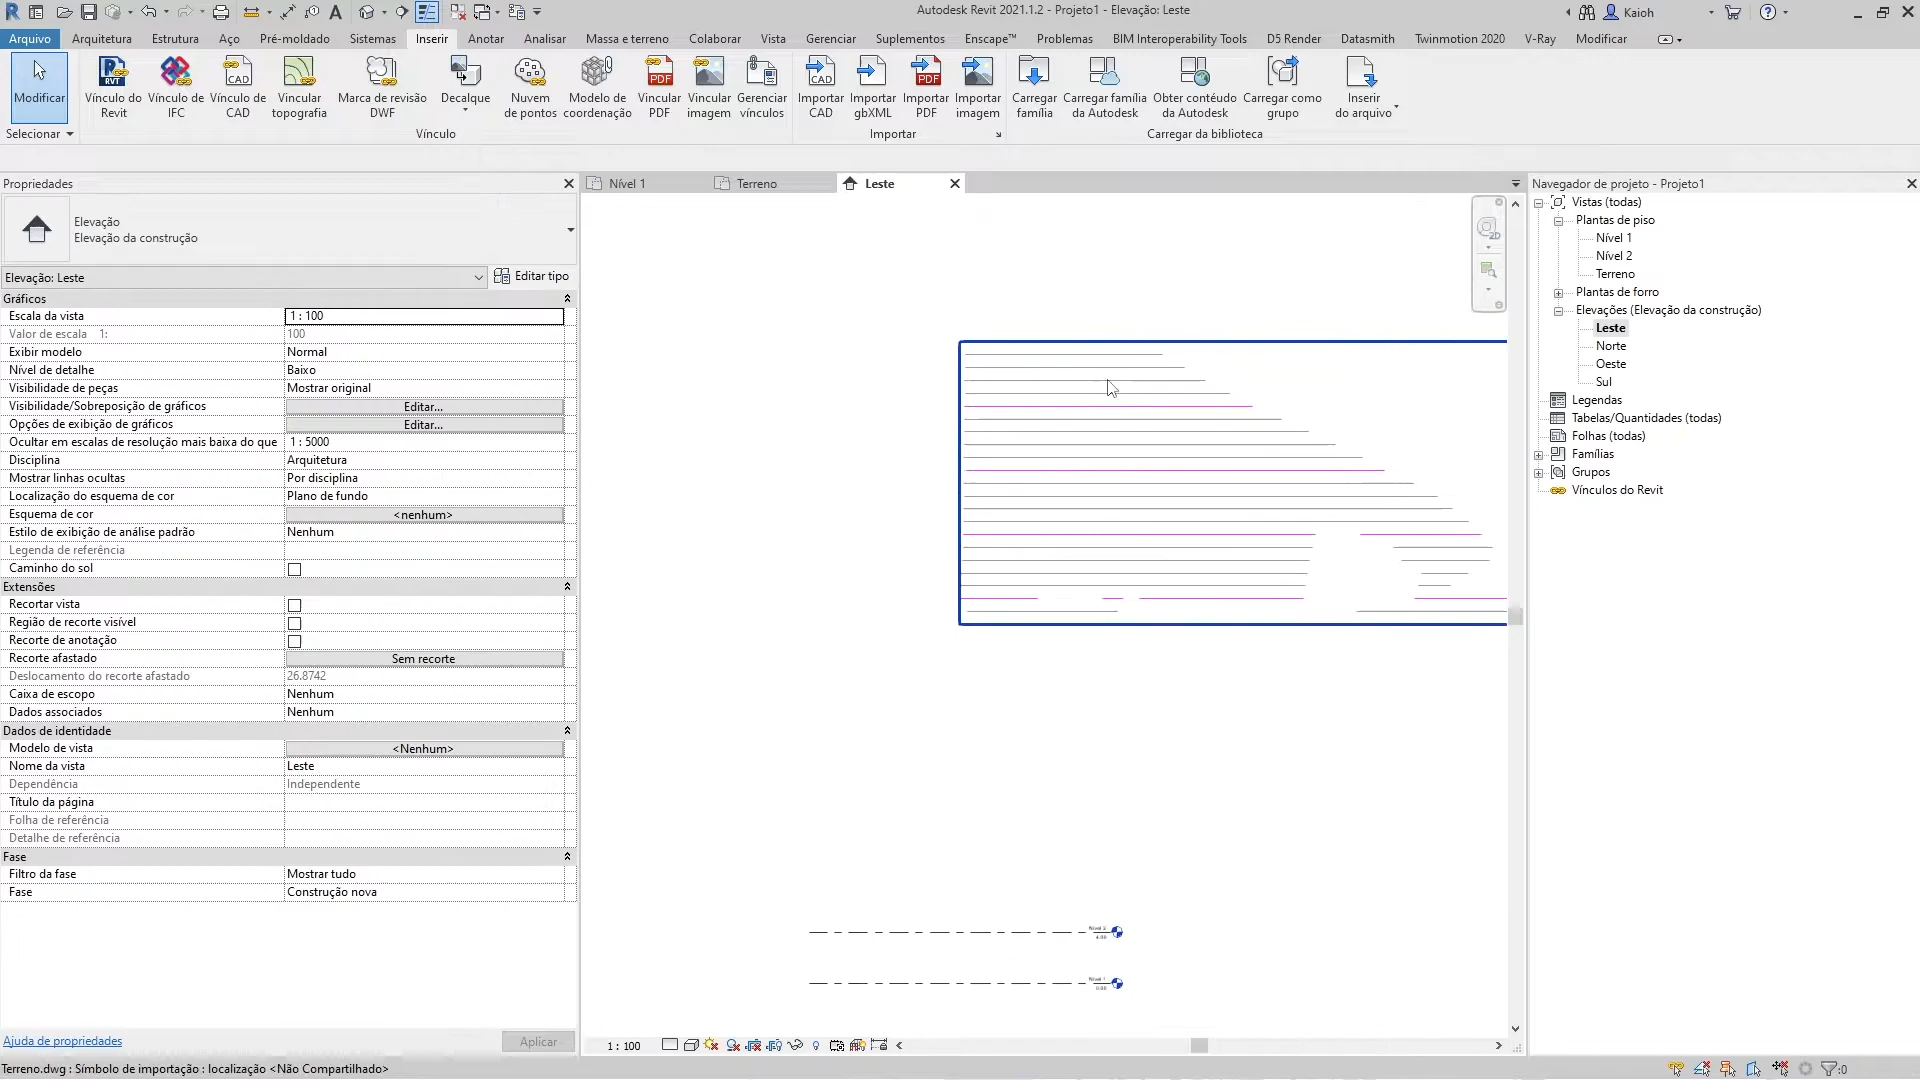 Autodesk Revit 2021.1.2 - Projeto1 - Elevação: Leste
Kaioh
Arquivo
Arquitetura
Estrutura
Aço
Pré-moldado
Sistemas
Inserir
Anotar
Analisar
Massa e terreno
Colaborar
Vista
Gerenciar
Suplementos
Enscape™
Problemas
BIM Interoperability Tools
D5 Render
Datasmith
Twinmotion 2020
V-Ray
Modificar
Modificar
Vínculo do Revit
Vínculo de IFC
Vínculo de CAD
Vincular topografia
Marca de revisão DWF
Decalque
Nuvem de pontos
Modelo de coordenação
Vincular PDF
Vincular imagem
Gerenciar vínculos
Importar CAD
Importar gbXML
Importar PDF
Importar imagem
Carregar família
Carregar família da Autodesk
Obter contéudo da Autodesk
Carregar como grupo
Inserir do arquivo
Selecionar
Vínculo
Importar
Carregar da biblioteca
Propriedades
Elevação
Elevação da construção
Elevação: Leste
Editar tipo
Gráficos
Escala da vista 1 : 100
Valor de escala 1: 100
Exibir modelo Normal
Nível de detalhe Baixo
Visibilidade de peças Mostrar original
Visibilidade/Sobreposição de gráficos Editar...
Opções de exibição de gráficos Editar...
Ocultar em escalas de resolução mais baixa do que 1 : 5000
Disciplina Arquitetura
Mostrar linhas ocultas Por disciplina
Localização do esquema de cor Plano de fundo
Esquema de cor <nenhum>
Estilo de exibição de análise padrão Nenhum
Legenda de referência
Caminho do sol
Extensões
Recortar vista
Região de recorte visível
Recorte de anotação
Recorte afastado Sem recorte
Deslocamento do recorte afastado 26.8742
Caixa de escopo Nenhum
Dados associados Nenhum
Dados de identidade
Modelo de vista <Nenhum>
Nome da vista Leste
Dependência Independente
Título da página
Folha de referência
Detalhe de referência
Fase
Filtro da fase Mostrar tudo
Fase Construção nova
Ajuda de propriedades
Aplicar
Nível 1
Terreno
Leste
2D
Nível 2
4.00
Nível 1
0.00
1 : 100
Navegador de projeto - Projeto1
Vistas (todas)
Plantas de piso
Nível 1
Nível 2
Terreno
Plantas de forro
Elevações (Elevação da construção)
Leste
Norte
Oeste
Sul
Legendas
Tabelas/Quantidades (todas)
Folhas (todas)
Famílias
Grupos
Vínculos do Revit
Terreno.dwg : Símbolo de importação : localização <Não Compartilhado>
:0